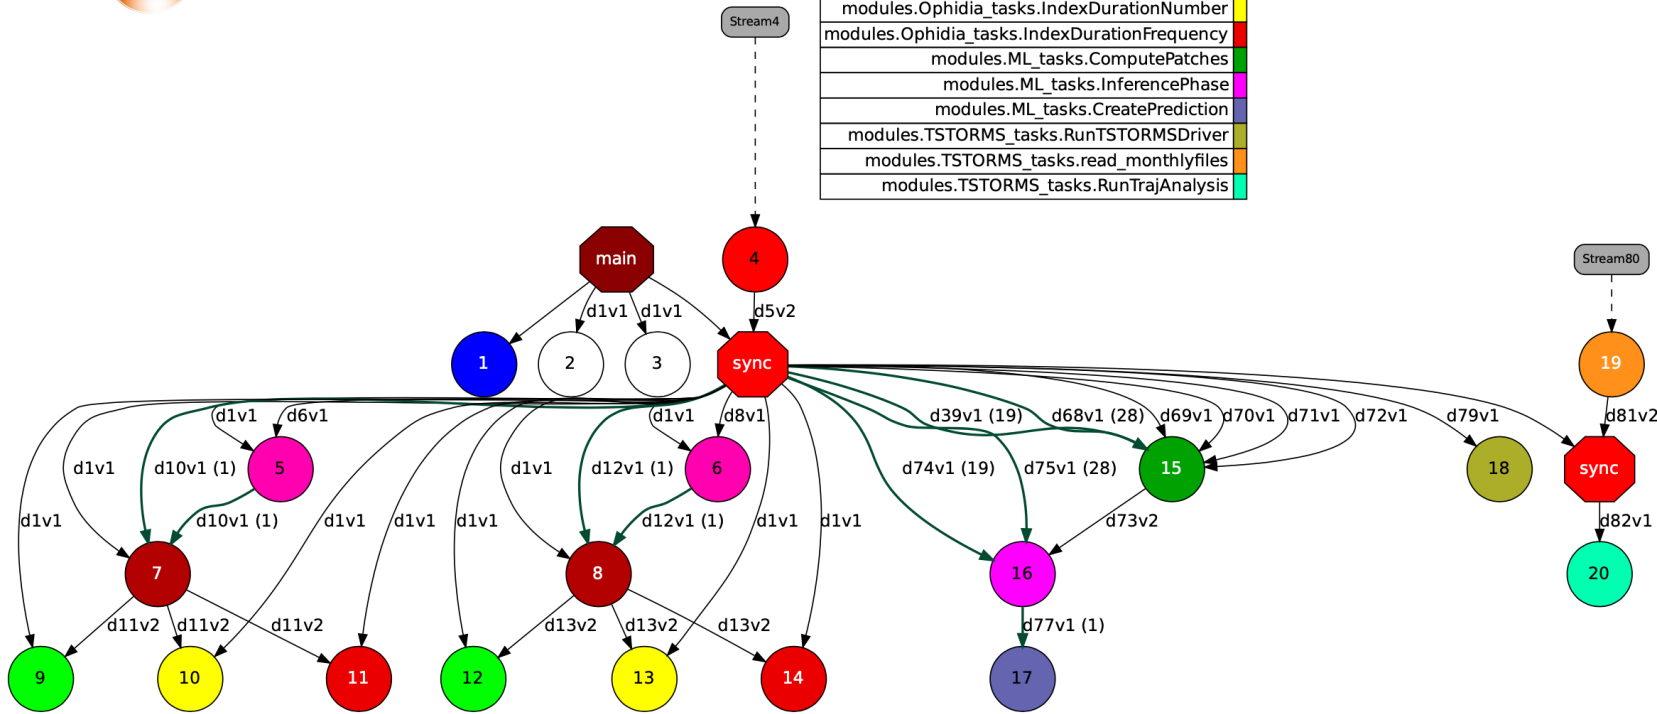 modules.Ophidia_tasks.IndexDurationNumber
Stream4
modules.Ophidia_tasks.IndexDurationFrequency
modules.ML_tasks.ComputePatches
modules.ML_tasks.InferencePhase
modules.ML_tasks.CreatePrediction
modules.TSTORMS_tasks.RunTSTORMSDriver
modules.TSTORMS_tasks.read_monthlyfiles
modules.TSTORMS_tasks.RunTrajAnalysis
main
4
Stream80
d1v1
d1v1
d5v2
1
2
3
sync
19
d1v1
d6v1
d1v1
d8v1
d39v1 (19)
d68v1 (28)
d69v1
d70v1
d71v1
d72v1
d79v1
d81v2
d1v1
d10v1 (1)
5
d1v1
d12v1 (1)
6
d74v1 (19)
d75v1 (28)
15
18
sync
d1v1
d10v1 (1)
d1v1
d1v1
d1v1
d12v1 (1)
d1v1
d1v1
d73v2
d82v1
7
8
16
20
d11v2
d11v2
d11v2
d13v2
d13v2
d13v2
d77v1 (1)
9
10
11
12
13
14
17